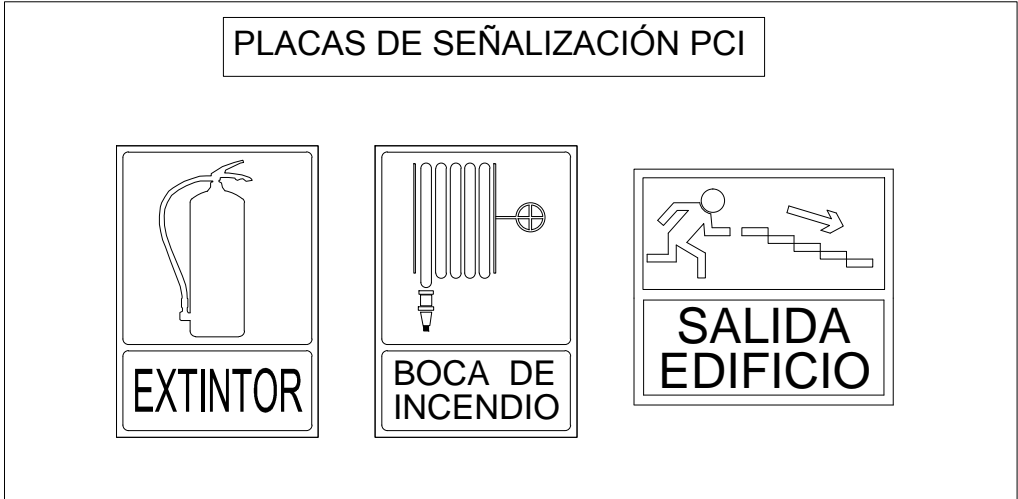 PLACAS DE SEÑALIZACIÓN PCI
EXTINTOR
BOCA DE
INCENDIO
SALIDA
EDIFICIO